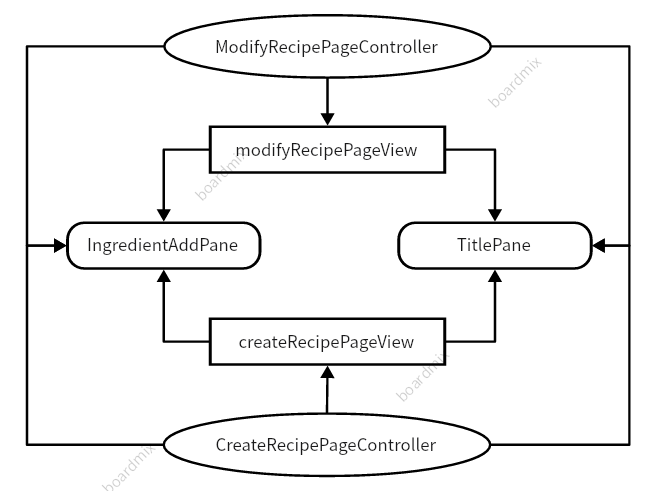 ModifyRecipePageController
boardmix
modifyRecipePageView
boardmix
IngredientAddPane
TitlePane
createRecipePageView
boardmix
CreateRecipePageController
boardmix